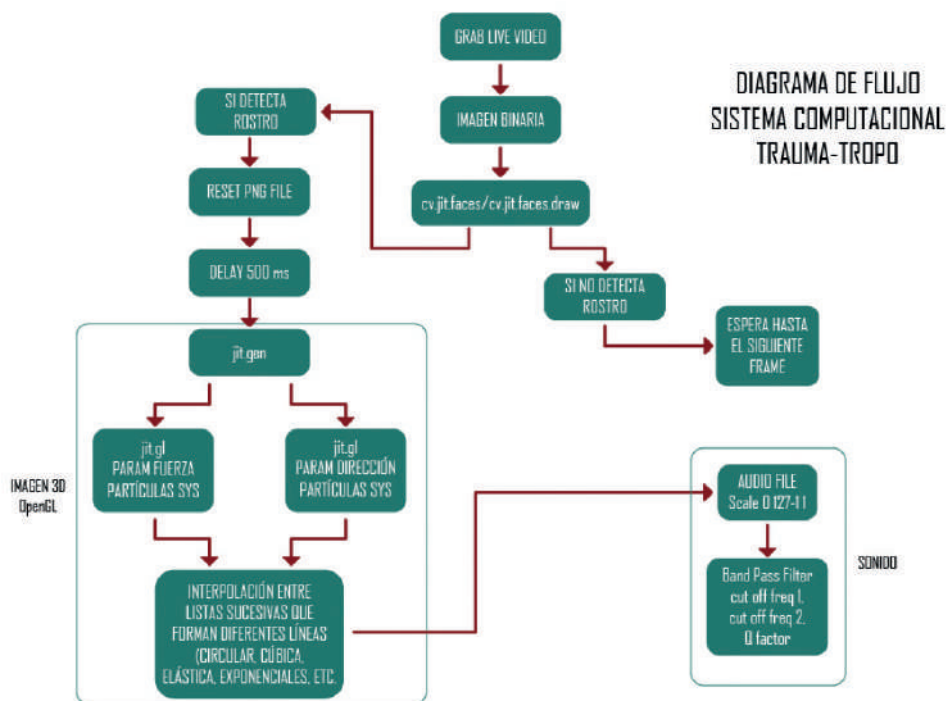 GRAB LIVE VIDEO
DIAGRAMA DE FLUJO
SISTEMA COMPUTACIONAL
TRAUMA-TROPO
SI DETECTA
ROSTRO
IMAGEN BINARIA
RESET PNG FILE
cv.jit.faces/cv.jit.faces.draw
DELAY 500 ms
SI NO DETECTA
ROSTRO
ESPERA HASTA
EL SIGUIENTE
FRAME
jit.gen
jit.gl
PARAM FUERZA
PARTÍCULAS SYS
jit.gl
PARAM DIRECCIÓN
PARTÍCULAS SYS
IMAGEN 3D
OpenGL
AUDIO FILE
Scale 0 127-1 1
SONIDO
Band Pass Filter
cut off freq 1,
cut off freq 2,
Q factor
INTERPOLACIÓN ENTRE
LISTAS SUCESIVAS QUE
FORMAN DIFERENTES LÍNEAS
(CIRCULAR, CÚBICA,
ELÁSTICA, EXPONENCIALES, ETC.